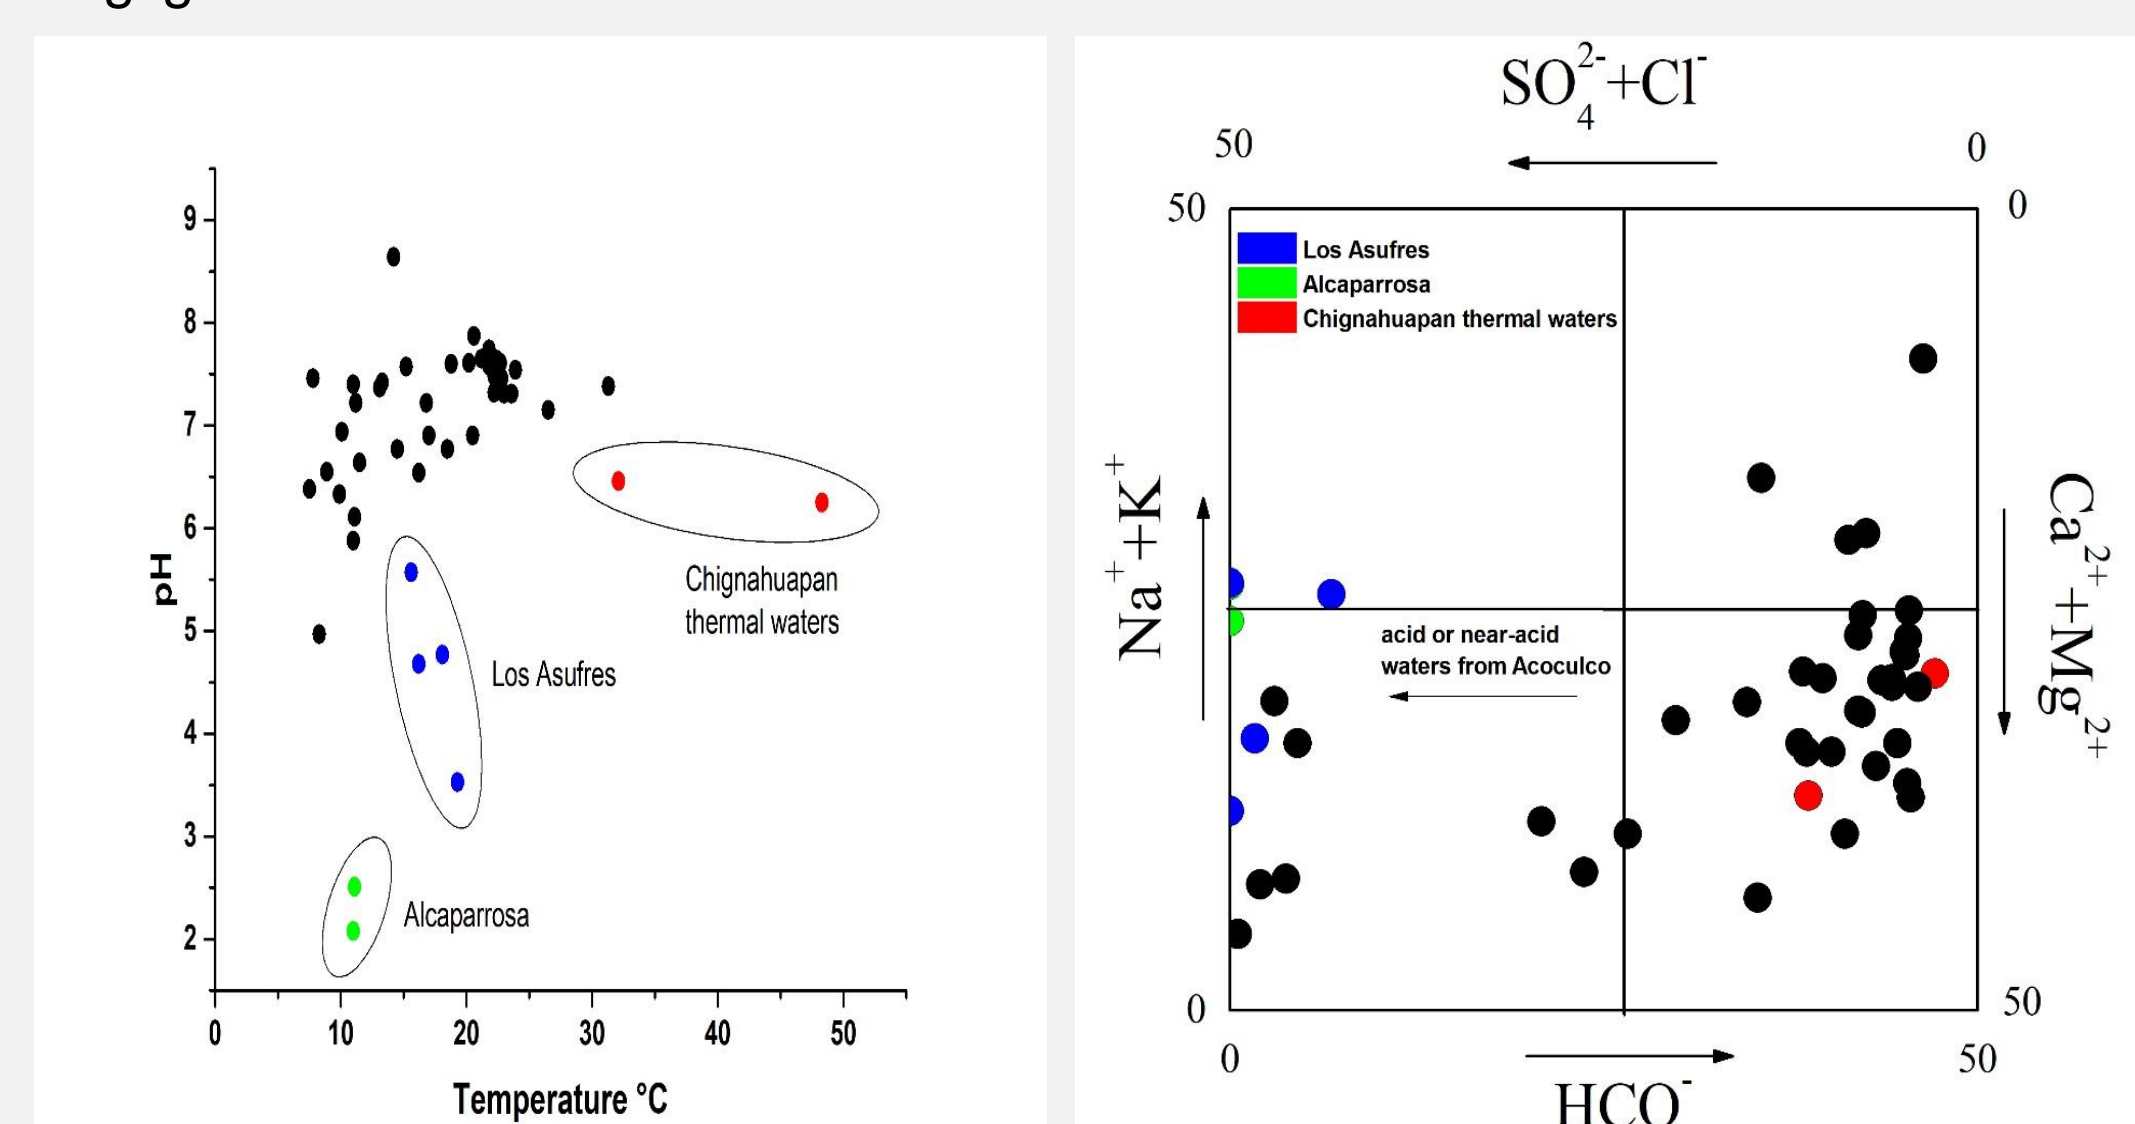 9
8
7
6
5
4
3
2
pH
Chignahuapan
thermal waters
Los Asufres
Alcaparrosa
0 10 20 30 40 50
Temperature °C
SO₄²⁻+Cl⁻
50 0
50 0
Los Asufres
Alcaparrosa
Chignahuapan thermal waters
Na⁺+K⁺
Ca²⁺+Mg²⁺
acid or near-acid
waters from Acoculco
0 50
0 50
HCO⁻